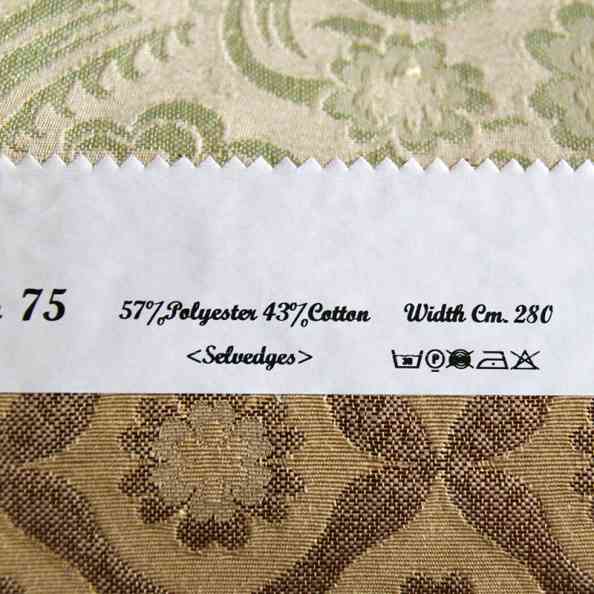 75 57%Polyester 43%Cotton Width Cm. 280
<Selvedges>